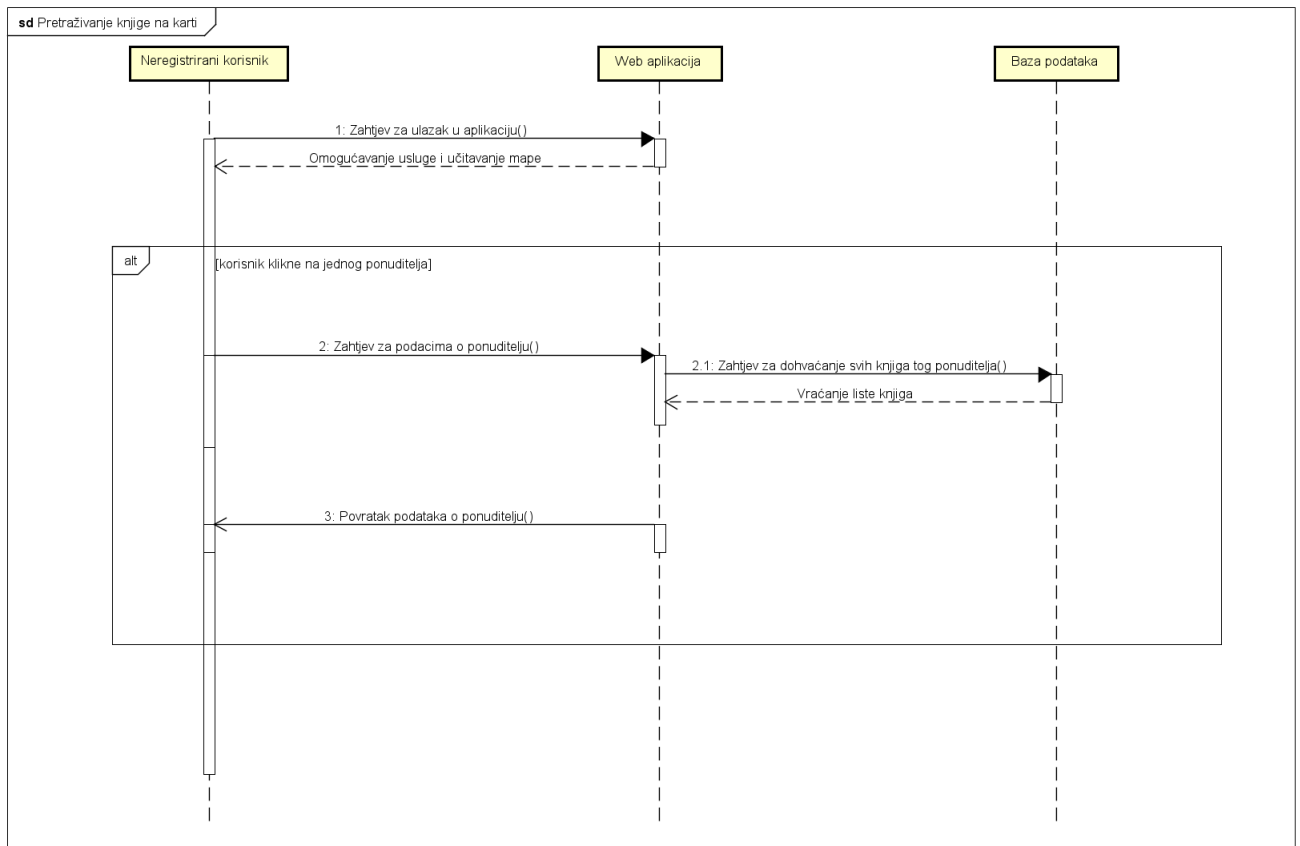 sd Pretraživanje knjige na karti
Neregistrirani korisnik
Web aplikacija
Baza podataka
1: Zahtjev za ulazak u aplikaciju()
Omogućavanje usluge i učitavanje mape
alt
[korisnik klikne na jednog ponuditelja]
2: Zahtjev za podacima o ponuditelju()
2.1: Zahtjev za dohvaćanje svih knjiga tog ponuditelja()
Vraćanje liste knjiga
3: Povratak podataka o ponuditelju()